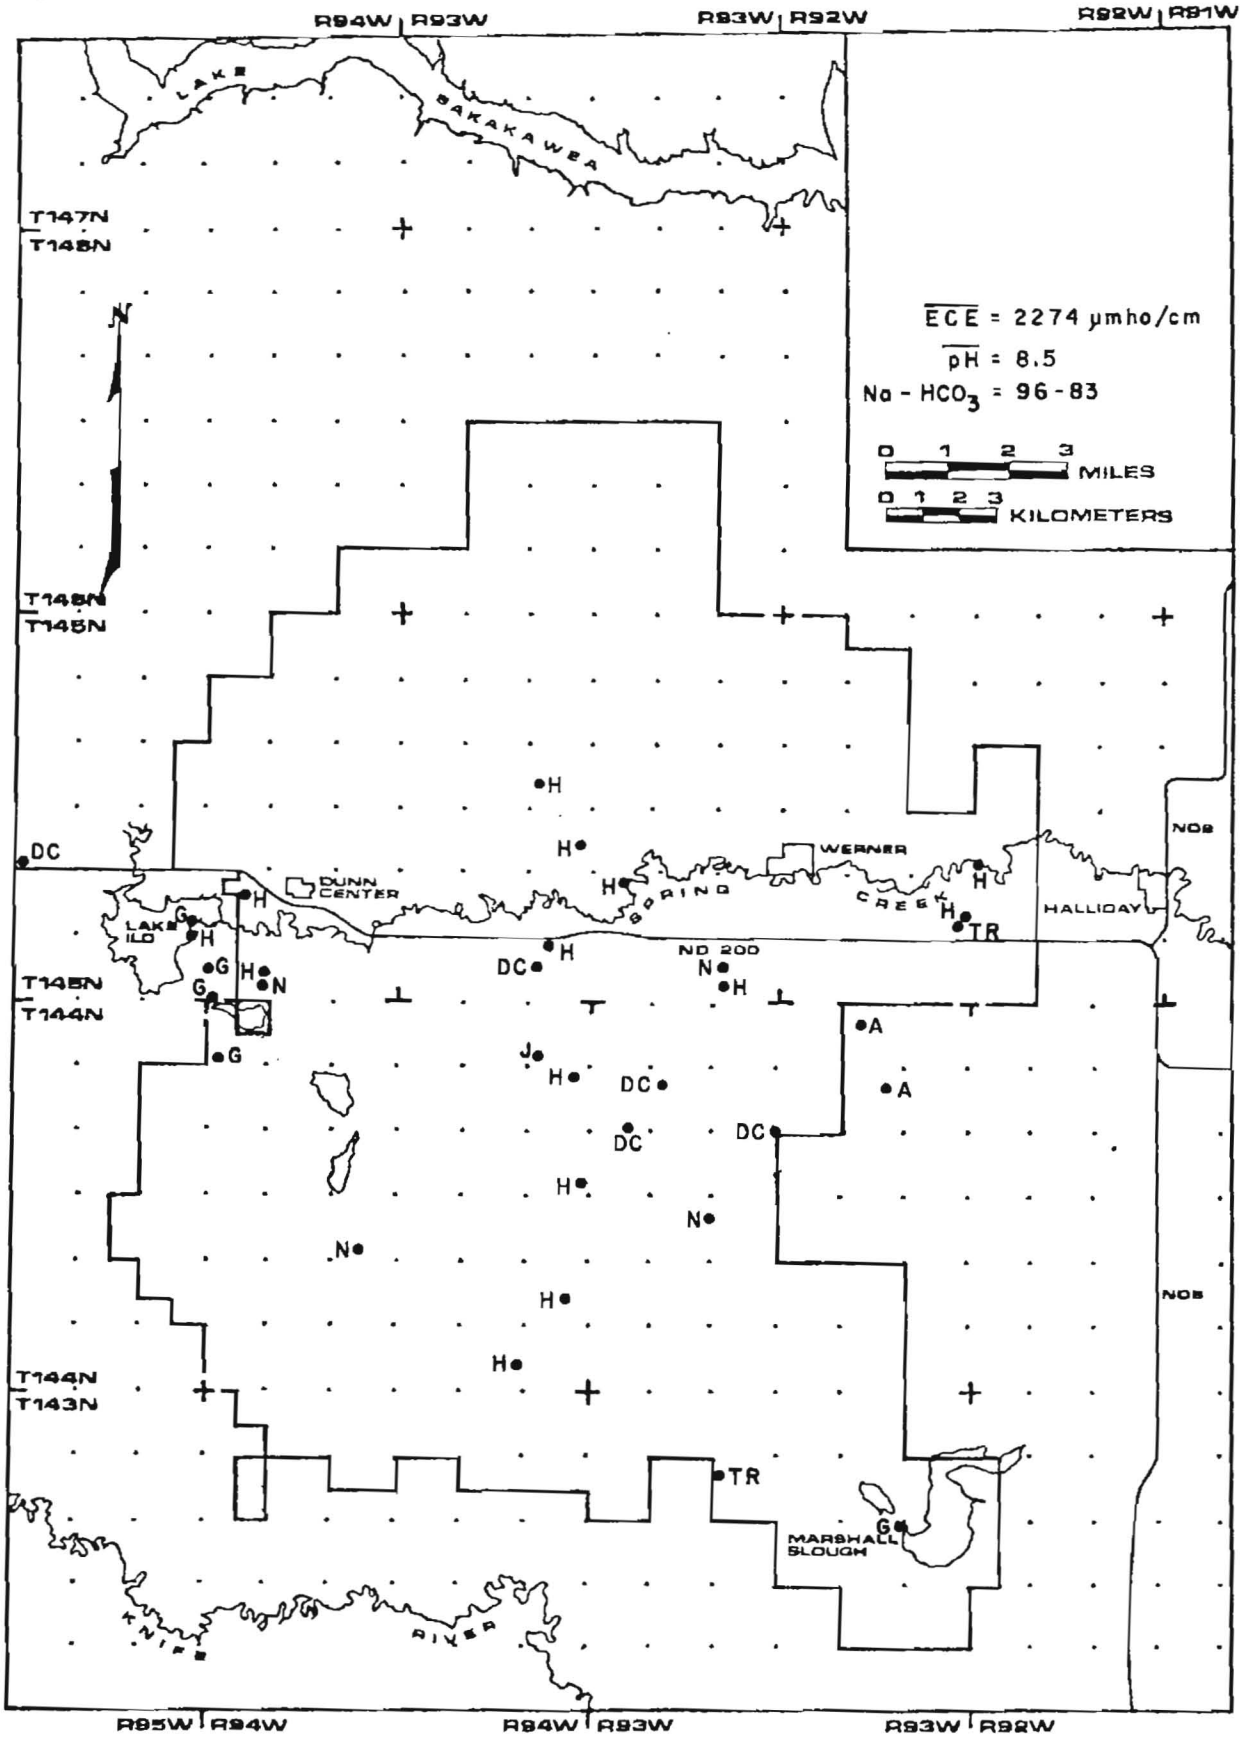 R94W R93W R93W R92W R92W R91W
LAKE
SAKAKAWEA
T147N
T146N
N
ECE = 2274 µmho/cm
pH = 8.5
Na - HCO3 = 96-83
0 1 2 3
MILES
0 1 2 3
KILOMETERS
T146N
T145N
H
H
ND8
DC
WERNER
H
H
DUNN
CENTER
H
SPRING
CREEK
HALLIDAY
G
LAKE
ILO
H
H
TR
H
ND 200
G
H
DC
N
G
N
H
T145N
T144N
A
G
J
H
DC
A
DC
DC
H
N
N
H
ND8
H
T144N
T143N
TR
G
MARSHALL
SLOUGH
KNIFE
RIVER
R95W R94W R94W R93W R93W R92W